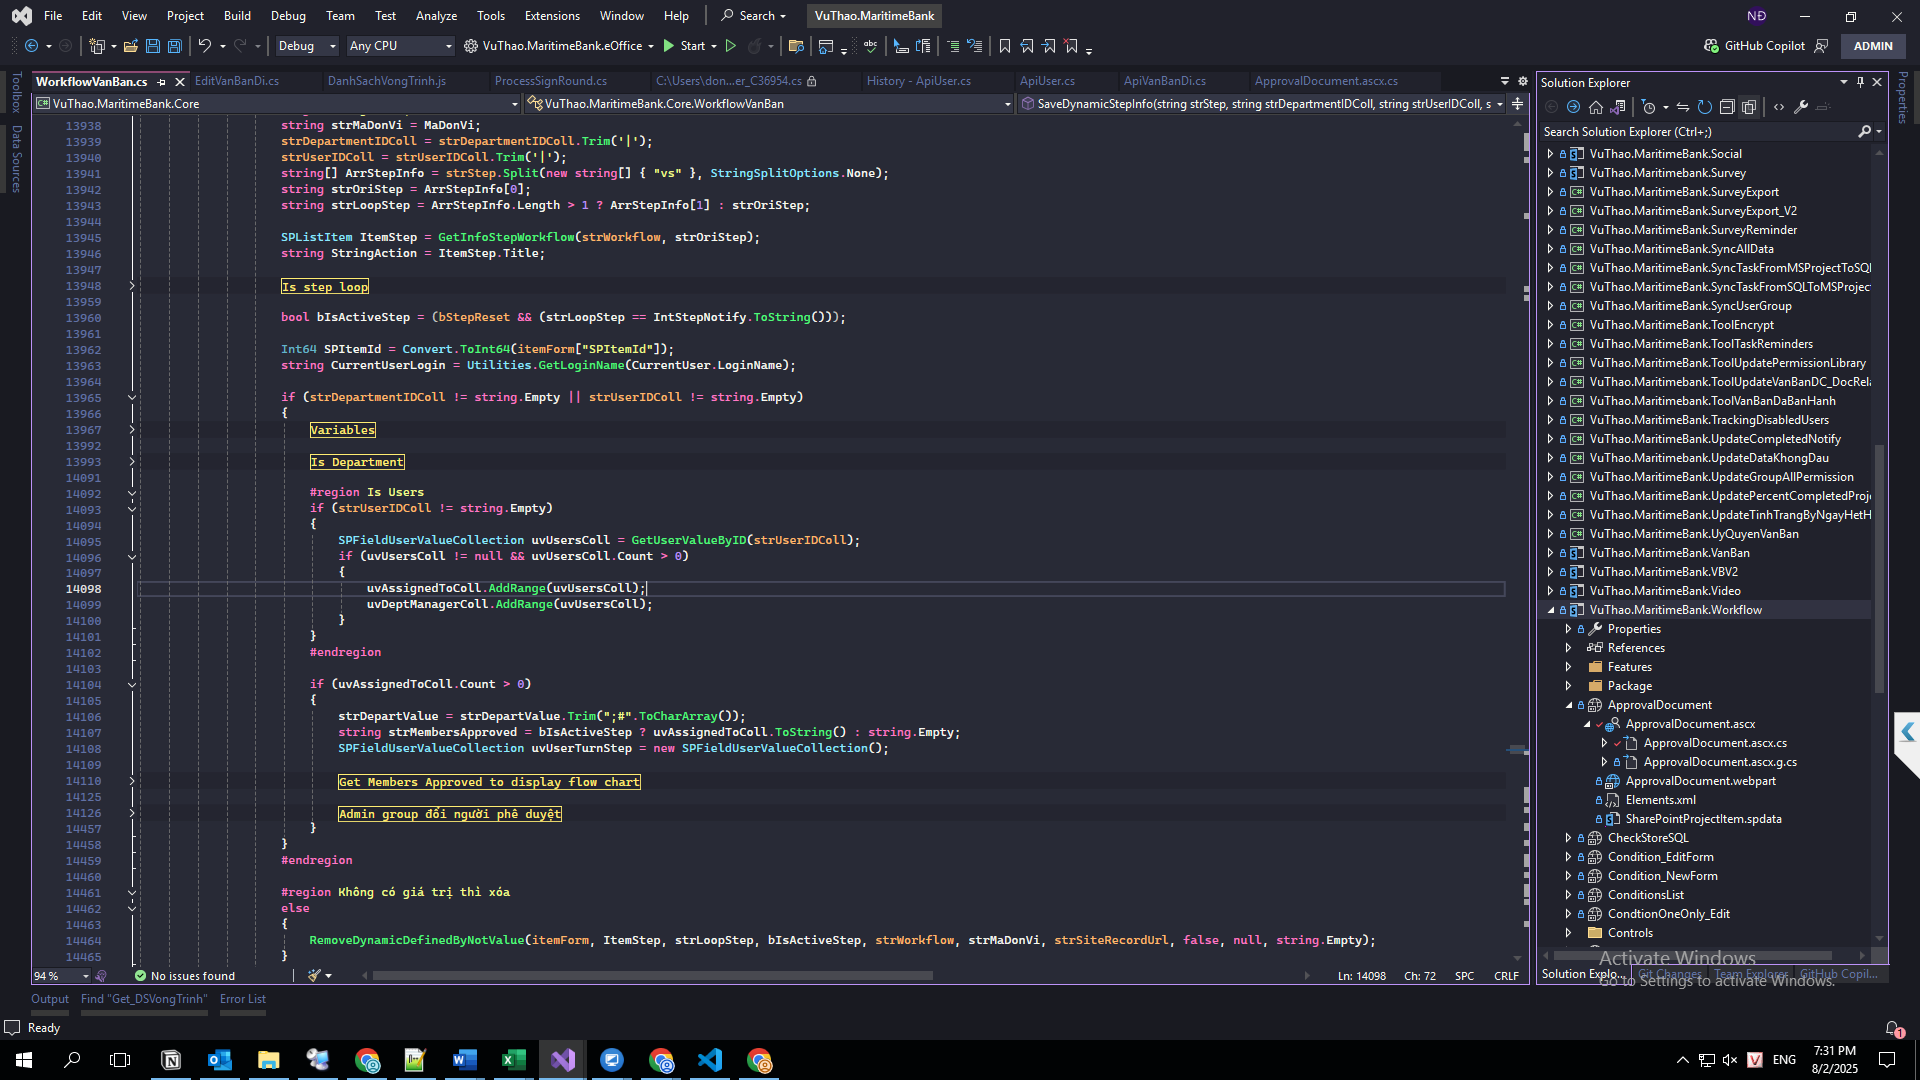 File Edit View Project Build Debug Team Test Analyze Tools Extensions Window Help Search VuThao.MaritimeBank NĐ
Debug Any CPU VuThao.MaritimeBank.eOffice Start GitHub Copilot ADMIN
WorkflowVanBan.cs EditVanBanDi.cs DanhSachVongTrinh.js ProcessSignRound.cs C:\Users\don...er_C36954.cs History - ApiUser.cs ApiUser.cs ApiVanBanDi.cs ApprovalDocument.ascx.cs
VuThao.MaritimeBank.Core VuThao.MaritimeBank.Core.WorkflowVanBan SaveDynamicStepInfo(string strStep, string strDepartmentIDColl, string strUserIDColl, s
Toolbox
Data Sources
13938 string strMaDonVi = MaDonVi;
13939 strDepartmentIDColl = strDepartmentIDColl.Trim('|');
13940 strUserIDColl = strUserIDColl.Trim('|');
13941 string[] ArrStepInfo = strStep.Split(new string[] { "vs" }, StringSplitOptions.None);
13942 string strOriStep = ArrStepInfo[0];
13943 string strLoopStep = ArrStepInfo.Length > 1 ? ArrStepInfo[1] : strOriStep;
13944
13945 SPListItem ItemStep = GetInfoStepWorkflow(strWorkflow, strOriStep);
13946 string StringAction = ItemStep.Title;
13947
13948 Is step loop
13959
13960 bool bIsActiveStep = (bStepReset && (strLoopStep == IntStepNotify.ToString()));
13961
13962 Int64 SPItemId = Convert.ToInt64(itemForm["SPItemId"]);
13963 string CurrentUserLogin = Utilities.GetLoginName(CurrentUser.LoginName);
13964
13965 if (strDepartmentIDColl != string.Empty || strUserIDColl != string.Empty)
13966 {
13967 Variables
13992
13993 Is Department
14091
14092 #region Is Users
14093 if (strUserIDColl != string.Empty)
14094 {
14095 SPFieldUserValueCollection uvUsersColl = GetUserValueByID(strUserIDColl);
14096 if (uvUsersColl != null && uvUsersColl.Count > 0)
14097 {
14098 uvAssignedToColl.AddRange(uvUsersColl);
14099 uvDeptManagerColl.AddRange(uvUsersColl);
14100 }
14101 }
14102 #endregion
14103
14104 if (uvAssignedToColl.Count > 0)
14105 {
14106 strDepartValue = strDepartValue.Trim(";#".ToCharArray());
14107 string strMembersApproved = bIsActiveStep ? uvAssignedToColl.ToString() : string.Empty;
14108 SPFieldUserValueCollection uvUserTurnStep = new SPFieldUserValueCollection();
14109
14110 Get Members Approved to display flow chart
14125
14126 Admin group đổi người phê duyệt
14457 }
14458 }
14459 #endregion
14460
14461 #region Không có giá trị thì xóa
14462 else
14463 {
14464 RemoveDynamicDefinedByNotValue(itemForm, ItemStep, strLoopStep, bIsActiveStep, strWorkflow, strMaDonVi, strSiteRecordUrl, false, null, string.Empty);
14465 }
94 % No issues found Ln: 14098 Ch: 72 SPC CRLF
Output Find "Get_DSVongTrinh" Error List
Ready
Solution Explorer
Search Solution Explorer (Ctrl+;)
VuThao.MaritimeBank.Social
VuThao.MaritimeBank.Survey
VuThao.MaritimeBank.SurveyExport
VuThao.MaritimeBank.SurveyExport_V2
VuThao.MaritimeBank.SurveyReminder
VuThao.MaritimeBank.SyncAllData
VuThao.MaritimeBank.SyncTaskFromMSProjectToSQL
VuThao.MaritimeBank.SyncTaskFromSQLToMSProjec
VuThao.MaritimeBank.SyncUserGroup
VuThao.MaritimeBank.ToolEncrypt
VuThao.MaritimeBank.ToolTaskReminders
VuThao.MaritimeBank.ToolUpdatePermissionLibrary
VuThao.MaritimeBank.ToolUpdateVanBanDC_DocRela
VuThao.MaritimeBank.ToolVanBanDaBanHanh
VuThao.MaritimeBank.TrackingDisabledUsers
VuThao.MaritimeBank.UpdateCompletedNotify
VuThao.MaritimeBank.UpdateDataKhongDau
VuThao.MaritimeBank.UpdateGroupAllPermission
VuThao.MaritimeBank.UpdatePercentCompletedProj
VuThao.MaritimeBank.UpdateTinhTrangByNgayHetH
VuThao.MaritimeBank.UyQuyenVanBan
VuThao.MaritimeBank.VanBan
VuThao.MaritimeBank.VBV2
VuThao.MaritimeBank.Video
VuThao.MaritimeBank.Workflow
Properties
References
Features
Package
ApprovalDocument
ApprovalDocument.ascx
ApprovalDocument.ascx.cs
ApprovalDocument.ascx.g.cs
ApprovalDocument.webpart
Elements.xml
SharePointProjectItem.spdata
CheckStoreSQL
Condition_EditForm
Condition_NewForm
ConditionsList
CondtionOneOnly_Edit
Controls
Solution Explo... Git Changes Team Explorer GitHub Copil...
Activate Windows
Go to Settings to activate Windows.
Properties
1
ENG 7:31 PM
8/2/2025